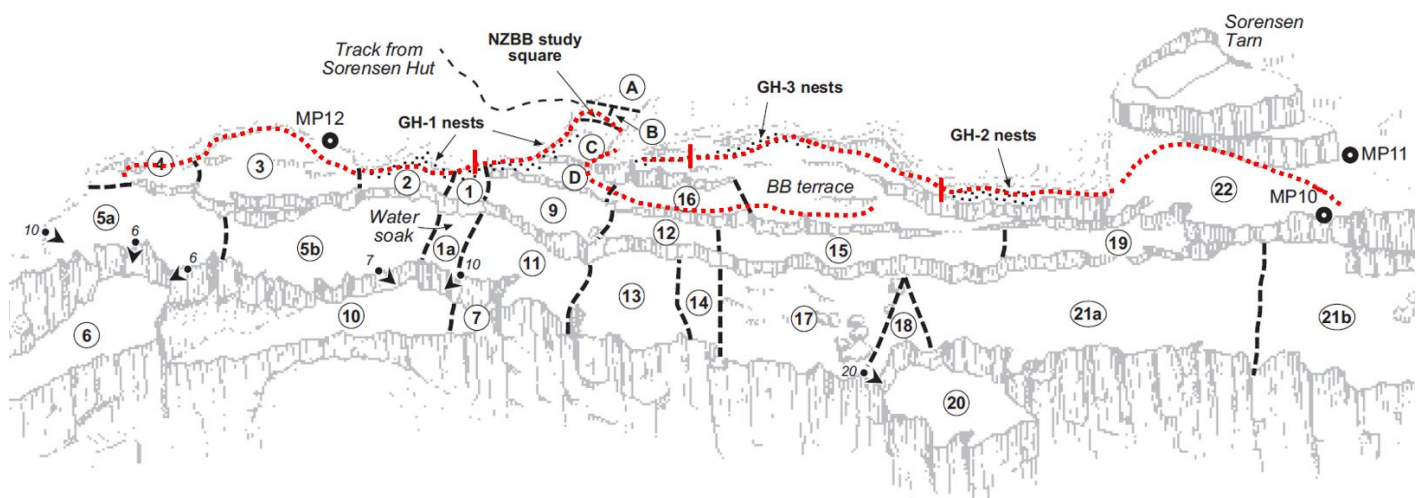 Sorensen
Tarn
NZBB study
square
Track from
Sorensen Hut
A
GH-3 nests
MP12
B
GH-1 nests
C
GH-2 nests
MP11
4
3
D
2
1
BB terrace
22
16
MP10
5a
9
Water
soak
12
10
6
5b
1a
15
19
6
7
10
11
13
14
10
7
17
18
21a
21b
6
20
20